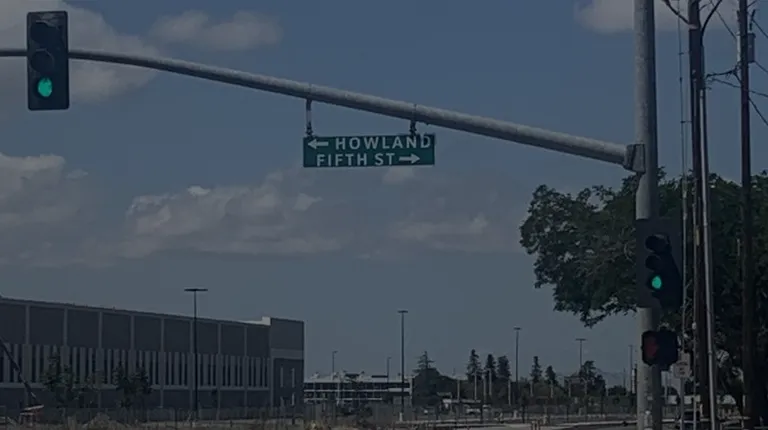 ← HOWLAND
FIFTH ST →